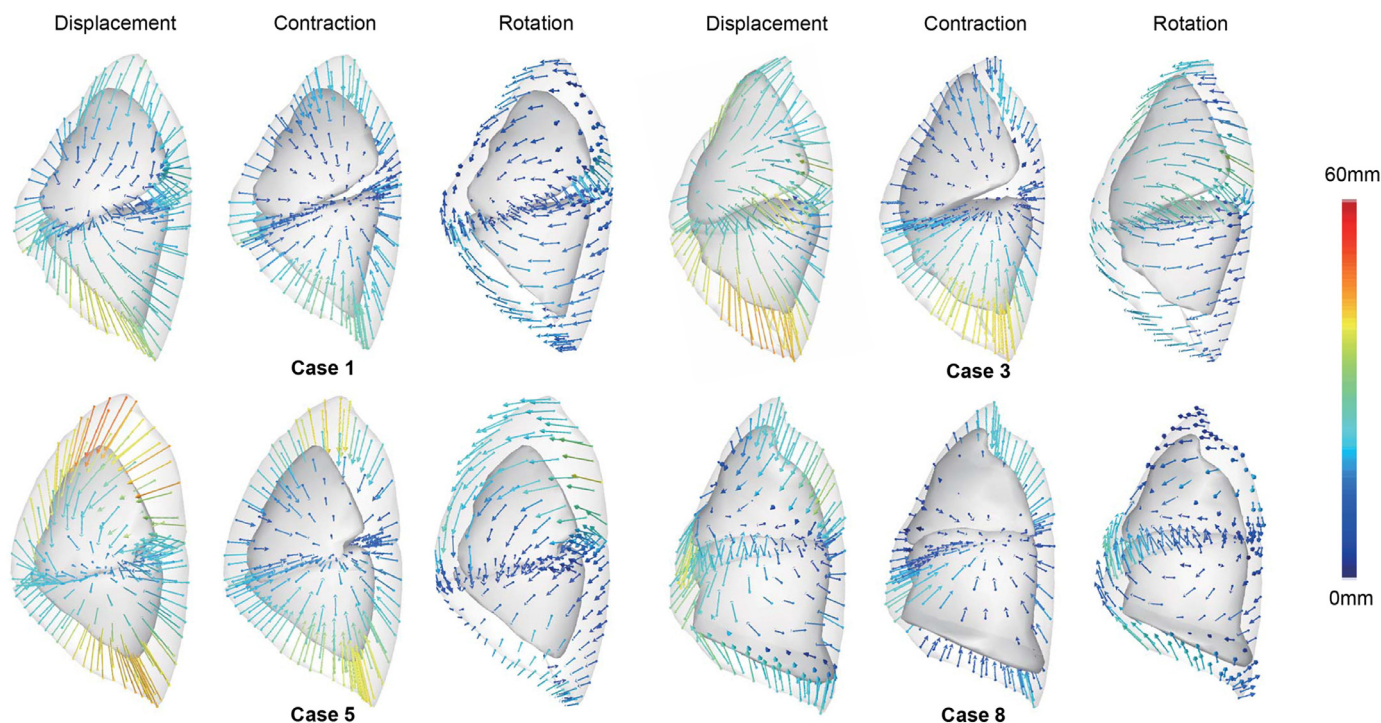 Displacement Contraction Rotation Displacement Contraction Rotation
60mm
Case 1 Case 3
0mm
Case 5 Case 8